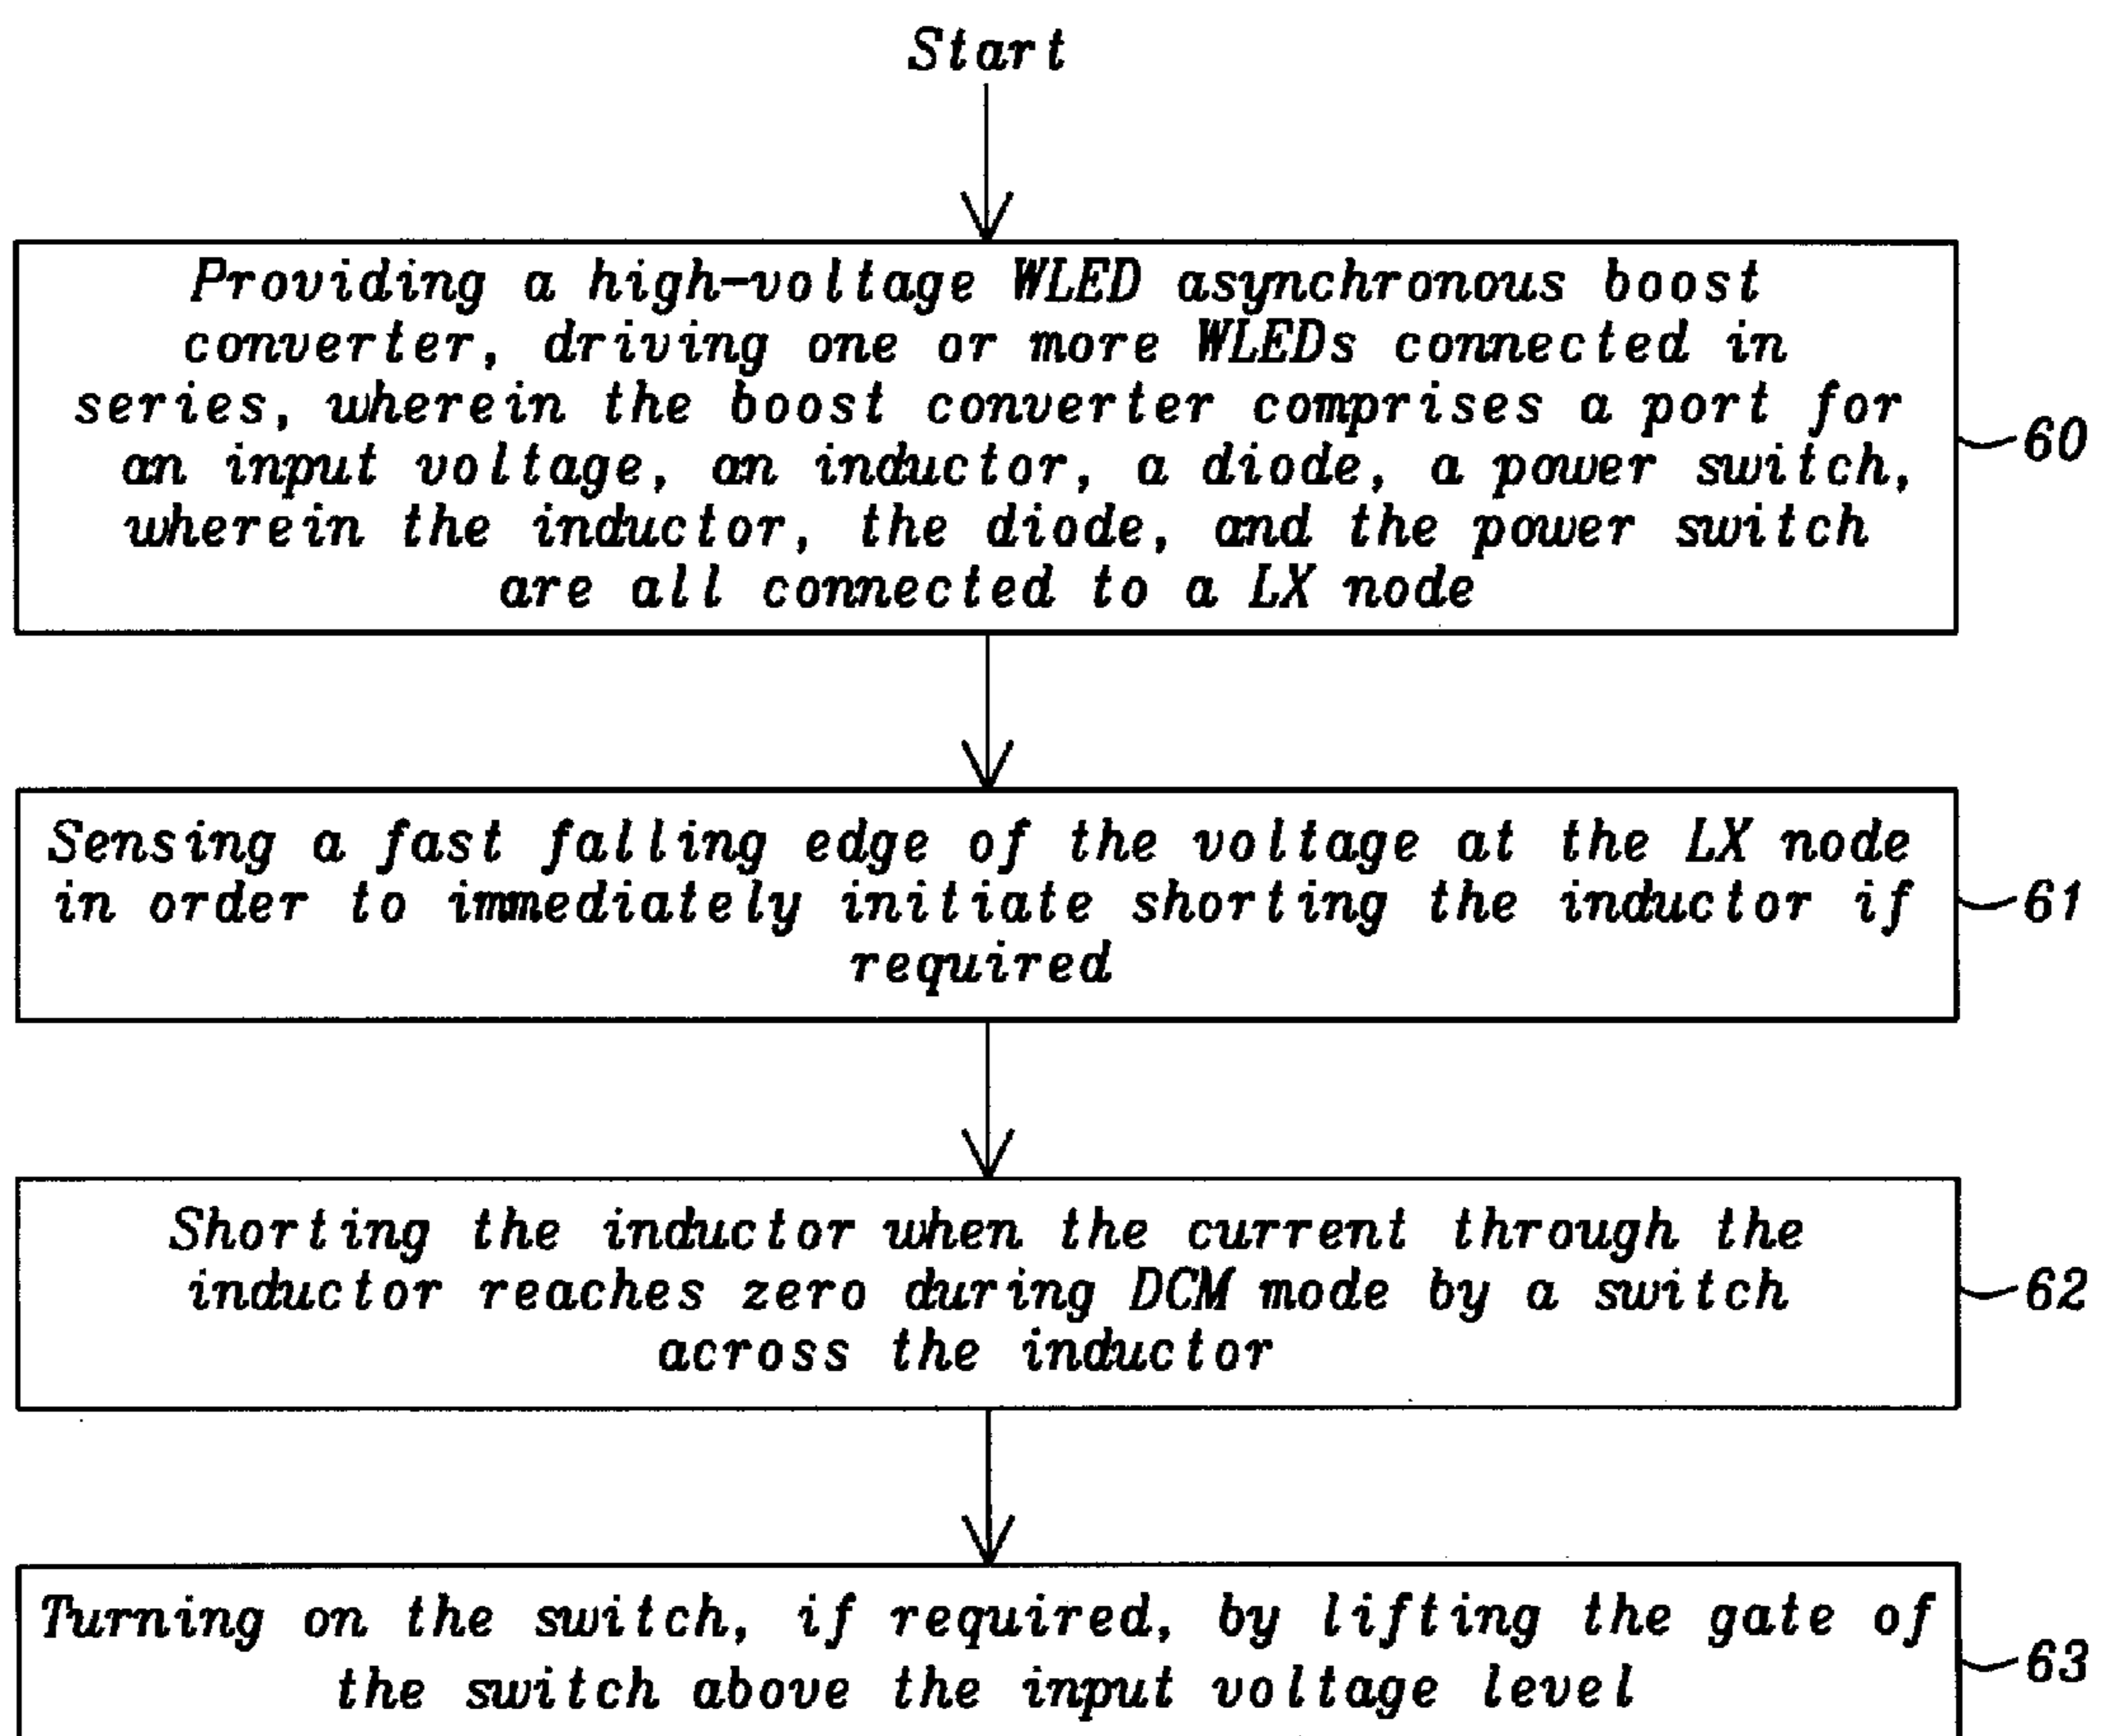 Start
Providing a high-voltage WLED asynchronous boost
converter, driving one or more WLEDs connected in
series, wherein the boost converter comprises a port for
an input voltage, an inductor, a diode, a power switch,
wherein the inductor, the diode, and the power switch
are all connected to a LX node
60
Sensing a fast falling edge of the voltage at the LX node
in order to immediately initiate shorting the inductor if
required
61
Shorting the inductor when the current through the
inductor reaches zero during DCM mode by a switch
across the inductor
62
Turning on the switch, if required, by lifting the gate of
the switch above the input voltage level
63